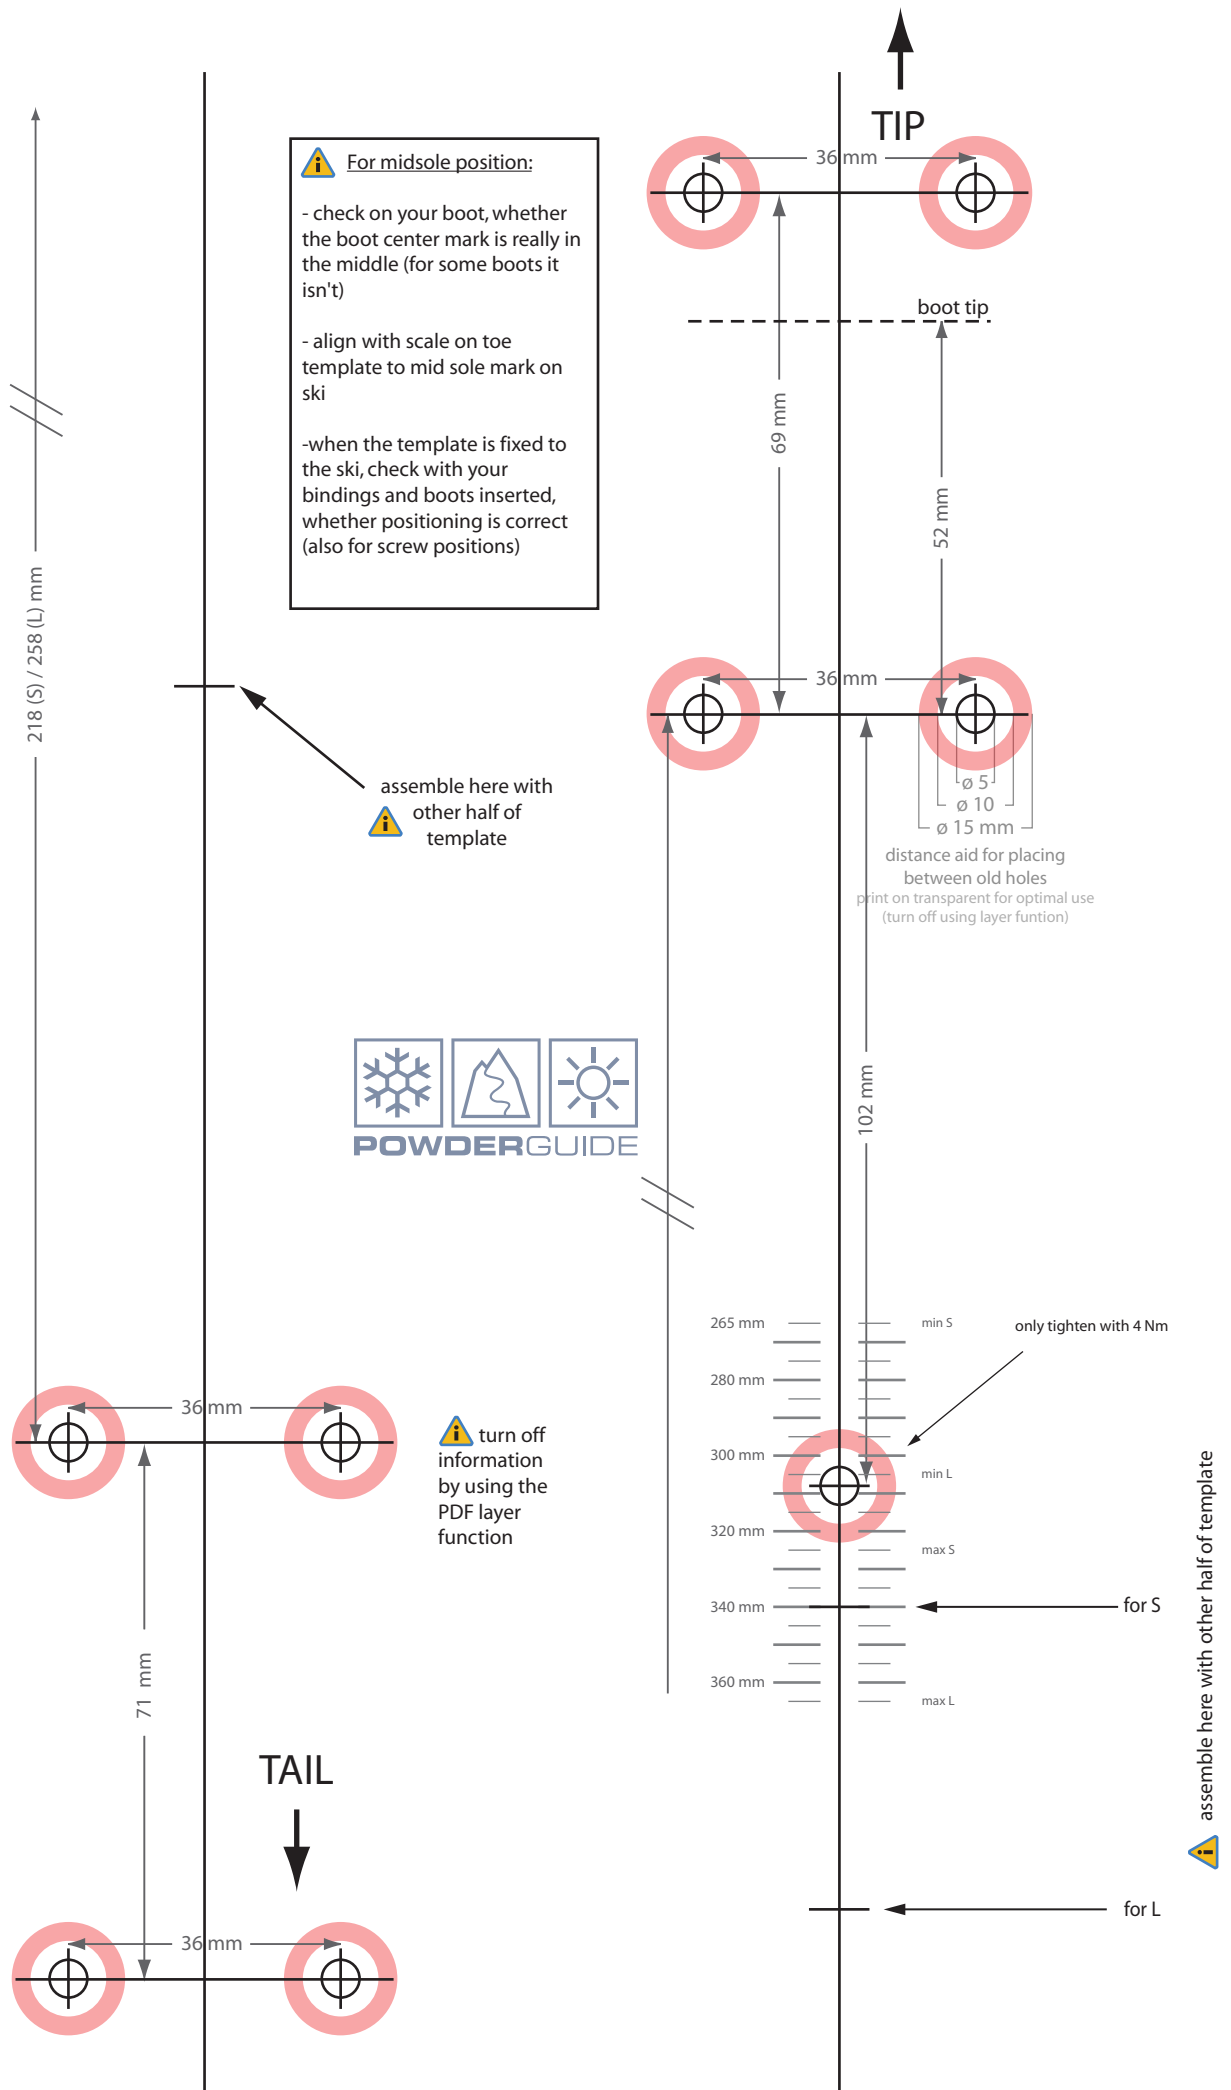 TIP
36 mm
For midsole position:
- check on your boot, whether
the boot center mark is really in
the middle (for some boots it
isn't)
- align with scale on toe
template to mid sole mark on
ski
-when the template is fixed to
the ski, check with your
bindings and boots inserted,
whether positioning is correct
(also for screw positions)
218 (S) / 258 (L) mm
assemble here with
other half of
template
boot tip
69 mm
52 mm
36 mm
ø 5
ø 10
ø 15 mm
distance aid for placing
between old holes
print on transparent for optimal use
(turn off using layer funtion)
102 mm
POWDERGUIDE
265 mm
min S
only tighten with 4 Nm
280 mm
300 mm
min L
320 mm
max S
340 mm
for S
360 mm
max L
for L
assemble here with other half of template
36 mm
turn off
information
by using the
PDF layer
function
71 mm
TAIL
36 mm